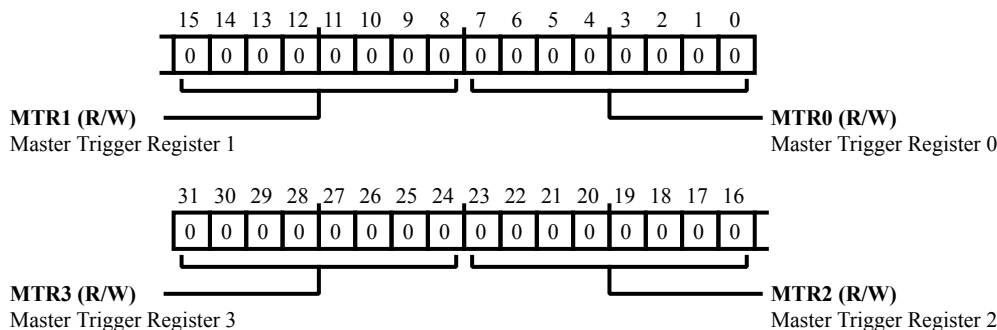 15 14 13 12 11 10 9 8 7 6 5 4 3 2 1 0
0 0 0 0 0 0 0 0 0 0 0 0 0 0 0 0
MTR1 (R/W) MTR0 (R/W)
Master Trigger Register 1 Master Trigger Register 0
31 30 29 28 27 26 25 24 23 22 21 20 19 18 17 16
0 0 0 0 0 0 0 0 0 0 0 0 0 0 0 0
MTR3 (R/W) MTR2 (R/W)
Master Trigger Register 3 Master Trigger Register 2